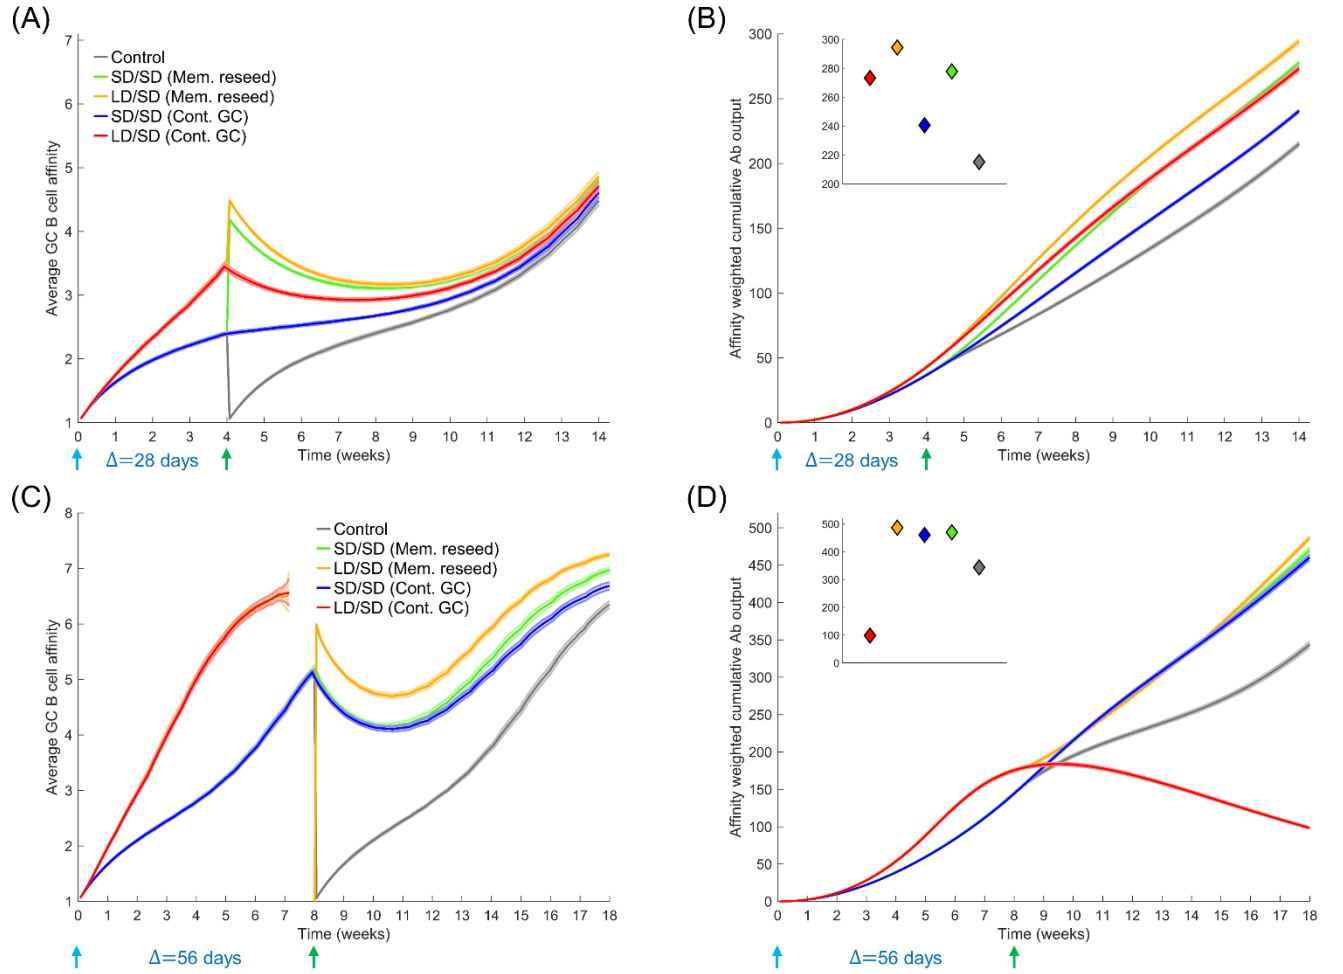 (A)
7
6
5
4
3
2
1
Average GC B cell affinity
Control
SD/SD (Mem. reseed)
LD/SD (Mem. reseed)
SD/SD (Cont. GC)
LD/SD (Cont. GC)
0 1 2 3 4 5 6 7 8 9 10 11 12 13 14
Δ=28 days
Time (weeks)
(B)
300
250
200
150
100
50
0
Affinity weighted cumulative Ab output
300
280
260
240
220
200
0 1 2 3 4 5 6 7 8 9 10 11 12 13 14
Δ=28 days
Time (weeks)
(C)
8
7
6
5
4
3
2
1
Average GC B cell affinity
Control
SD/SD (Mem. reseed)
LD/SD (Mem. reseed)
SD/SD (Cont. GC)
LD/SD (Cont. GC)
0 1 2 3 4 5 6 7 8 9 10 11 12 13 14 15 16 17 18
Time (weeks)
Δ=56 days
(D)
500
450
400
350
300
250
200
150
100
50
0
Affinity weighted cumulative Ab output
500
400
300
200
100
0
0 1 2 3 4 5 6 7 8 9 10 11 12 13 14 15 16 17 18
Time (weeks)
Δ=56 days